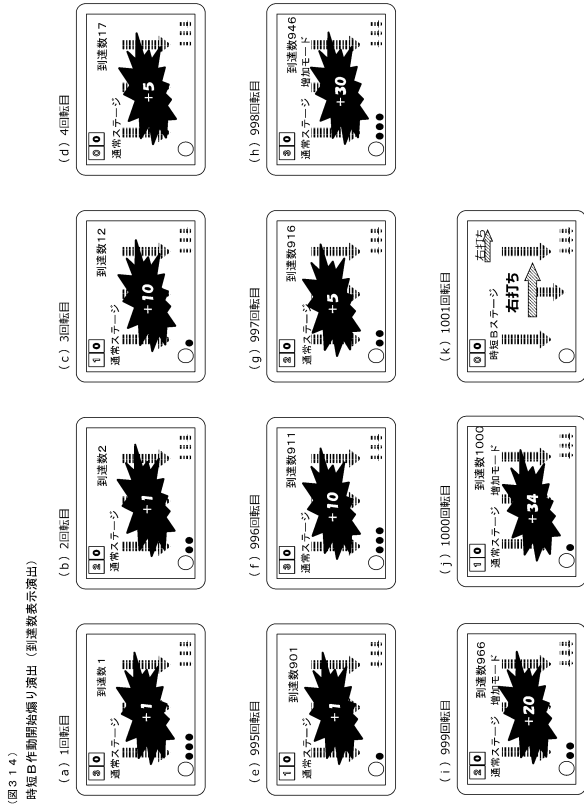 (図314)
時短B作動開始煽り演出（到達数表示演出）
(a) 1回転目
3 0
到達数1
通常ステージ
+1
(b) 2回転目
2 0
到達数2
通常ステージ
+1
(c) 3回転目
1 0
到達数12
通常ステージ
+10
(d) 4回転目
0 0
到達数17
通常ステージ
+5
(e) 995回転目
1 0
到達数901
通常ステージ
+1
(f) 996回転目
3 0
到達数911
通常ステージ
+10
(g) 997回転目
2 0
到達数916
通常ステージ
+5
(h) 998回転目
3 0
到達数946
通常ステージ 増加モード
+30
(i) 999回転目
2 0
到達数966
通常ステージ 増加モード
+20
(j) 1000回転目
1 0
到達数1000
通常ステージ 増加モード
+34
(k) 1001回転目
0 0
右打ち
時短Bステージ
右打ち